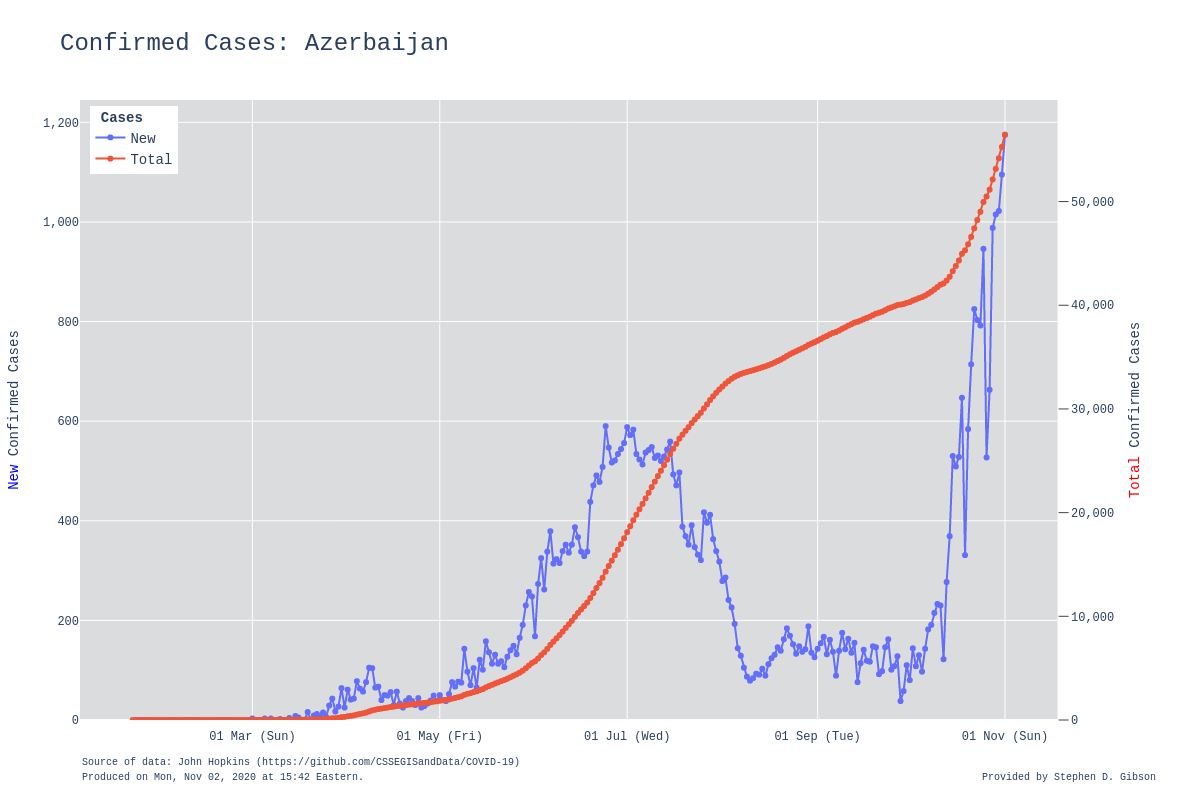 Confirmed Cases: Azerbaijan
Cases
New
Total
1,200
1,000
800
600
400
200
0
New Confirmed Cases
50,000
40,000
30,000
20,000
10,000
0
Total Confirmed Cases
01 Mar (Sun)
01 May (Fri)
01 Jul (Wed)
01 Sep (Tue)
01 Nov (Sun)
Source of data: John Hopkins (https://github.com/CSSEGISandData/COVID-19)
Produced on Mon, Nov 02, 2020 at 15:42 Eastern.
Provided by Stephen D. Gibson